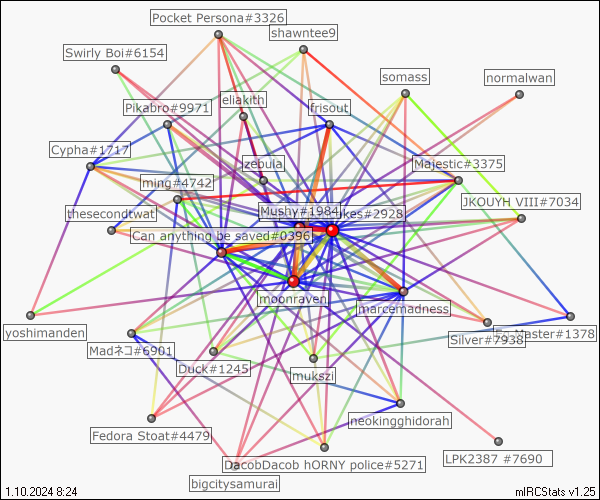 Pocket Persona#3326
shawntee9
Swirly Boi#6154
somass
normalwan
Pikabro#9971
eliakith
frisout
Cypha#1717
zebula
Majestic#3375
ming#4742
JKOUYH VIII#7034
thesecondtwat
Mushy#1984
ukes#2928
Can anything be saved#0396
moonraven
marcemadness
yoshimanden
Silver#7938
Master#1378
Madネコ#6901
Duck#1245
mukszi
neokingghidorah
Fedora Stoat#4479
DacobDacob hORNY police#5271
LPK2387 #7690
bigcitysamurai
1.10.2024 8:24
mIRCStats v1.25